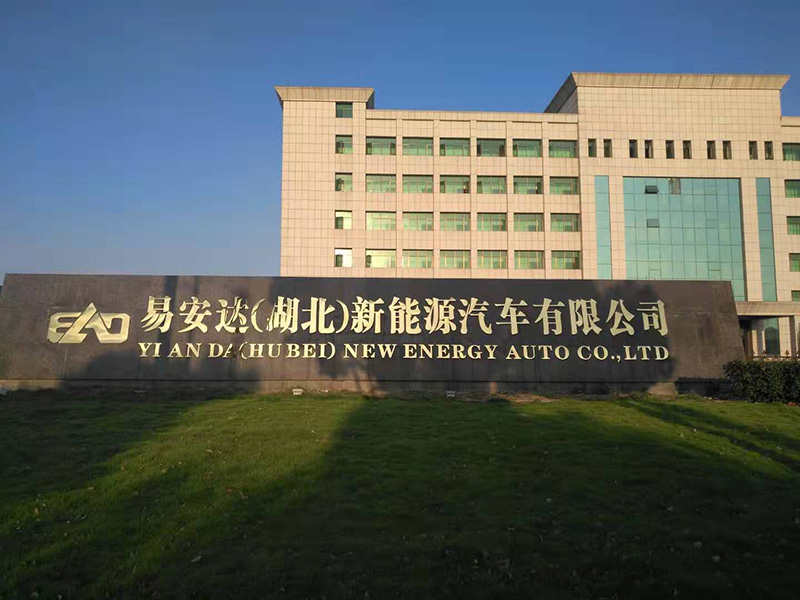 EAD 易安达(湖北)新能源汽车有限公司
YI AN DA(HU BEI) NEW ENERGY AUTO CO.,LTD